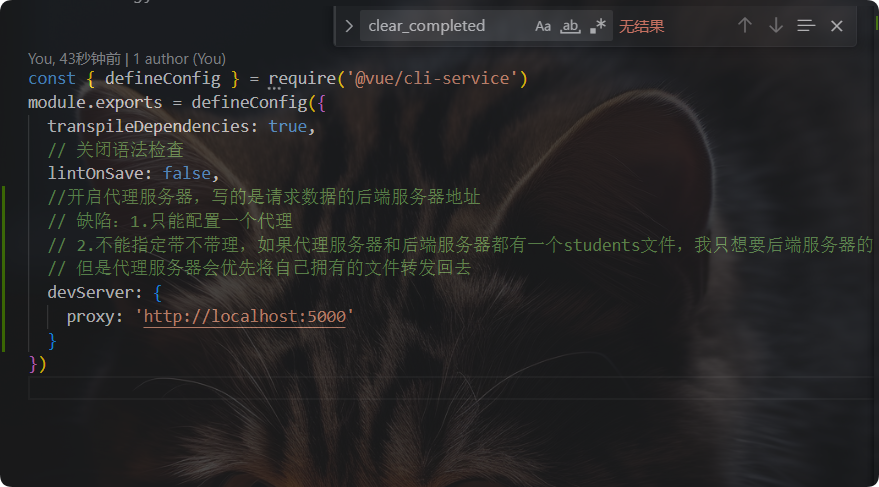 clear_completed Aa ab .* 无结果
You, 43秒钟前 | 1 author (You)
const { defineConfig } = require('@vue/cli-service')
module.exports = defineConfig({
transpileDependencies: true,
// 关闭语法检查
lintOnSave: false,
//开启代理服务器，写的是请求数据的后端服务器地址
// 缺陷：1.只能配置一个代理
// 2.不能指定带不带理，如果代理服务器和后端服务器都有一个students文件，我只想要后端服务器的
// 但是代理服务器会优先将自己拥有的文件转发回去
devServer: {
proxy: 'http://localhost:5000'
}
})